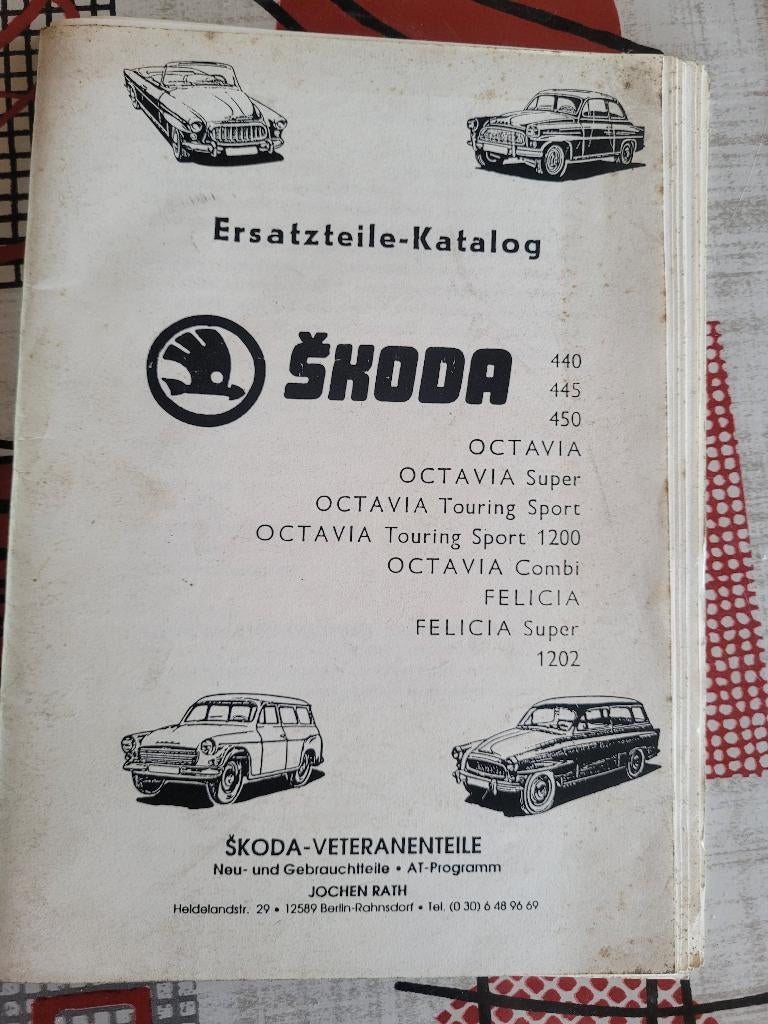 Ersatzteile-Katalog
ŠKODA
440
445
450
OCTAVIA
OCTAVIA Super
OCTAVIA Touring Sport
OCTAVIA Touring Sport 1200
OCTAVIA Combi
FELICIA
FELICIA Super
1202
ŠKODA-VETERANENTEILE
Neu- und Gebrauchtteile • AT-Programm
JOCHEN RATH
Heidelandstr. 29 • 12589 Berlin-Rahnsdorf • Tel. (0 30) 6 48 96 69